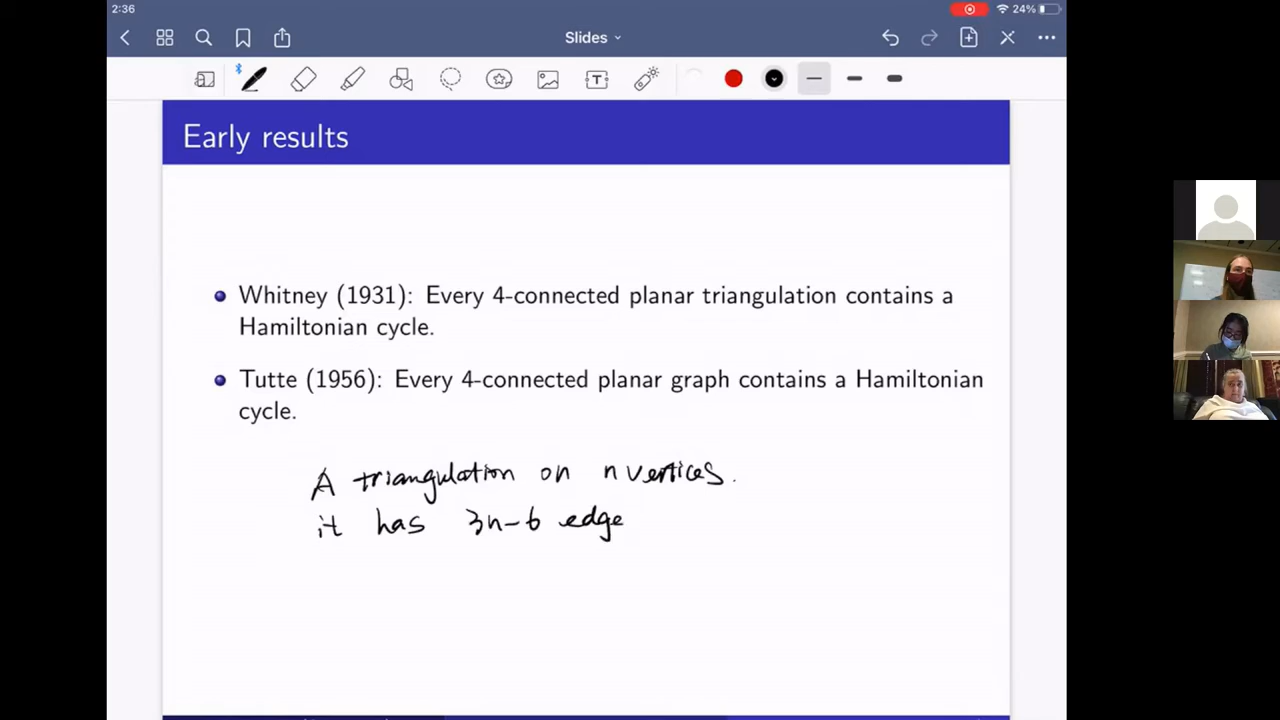 2:36
24%
Slides
T
Early results
Whitney (1931): Every 4-connected planar triangulation contains a
Hamiltonian cycle.
Tutte (1956): Every 4-connected planar graph contains a Hamiltonian
cycle.
A triangulation on n vertices.
it has 3n-6 edge